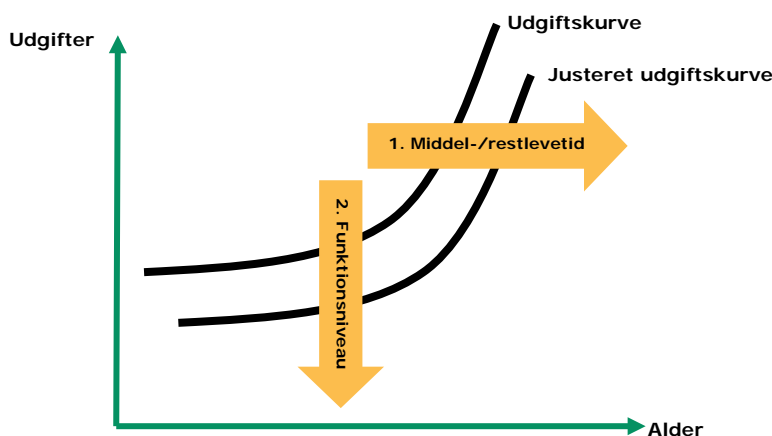 Udgifter
Udgiftskurve
Justeret udgiftskurve
1. Middel-/restlevetid
2. Funktionsniveau
Alder